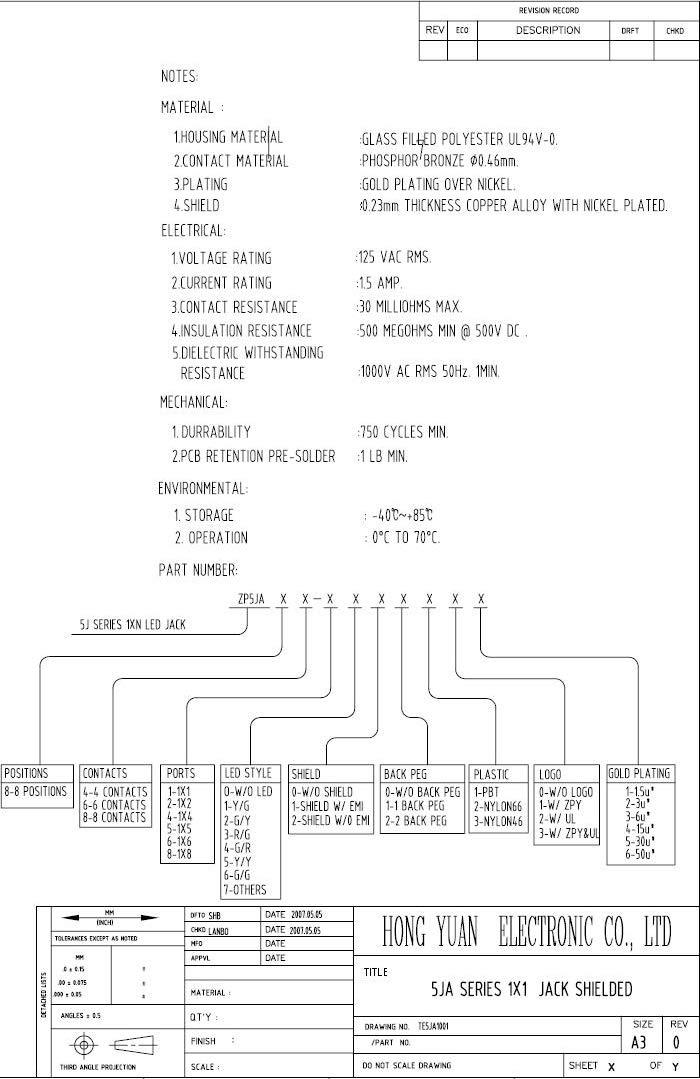 REVISION RECORD
REV ECO DESCRIPTION DRFT CHKD
NOTES:
MATERIAL :
1.HOUSING MATERIAL :GLASS FILLED POLYESTER UL94V-0.
2.CONTACT MATERIAL :PHOSPHOR BRONZE Ø0.46mm.
3.PLATING :GOLD PLATING OVER NICKEL.
4.SHIELD :0.23mm THICKNESS COPPER ALLOY WITH NICKEL PLATED.
ELECTRICAL:
1.VOLTAGE RATING :125 VAC RMS.
2.CURRENT RATING :1.5 AMP.
3.CONTACT RESISTANCE :30 MILLIOHMS MAX.
4.INSULATION RESISTANCE :500 MEGOHMS MIN @ 500V DC .
5.DIELECTRIC WITHSTANDING
RESISTANCE :1000V AC RMS 50Hz. 1MIN.
MECHANICAL:
1. DURRABILITY :750 CYCLES MIN.
2.PCB RETENTION PRE-SOLDER :1 LB MIN.
ENVIRONMENTAL:
1. STORAGE : -40℃~+85℃
2. OPERATION : 0°C TO 70°C.
PART NUMBER:
ZP5JA X X - X X X X X X X
5J SERIES 1XN LED JACK
POSITIONS
8-8 POSITIONS
CONTACTS
4-4 CONTACTS
6-6 CONTACTS
8-8 CONTACTS
PORTS
1-1X1
2-1X2
4-1X4
5-1X5
6-1X6
8-1X8
LED STYLE
0-W/O LED
1-Y/G
2-G/Y
3-R/G
4-G/R
5-Y/Y
6-G/G
7-OTHERS
SHIELD
0-W/O SHIELD
1-SHIELD W/ EMI
2-SHIELD W/O EMI
BACK PEG
0-W/O BACK PEG
1-1 BACK PEG
2-2 BACK PEG
PLASTIC
1-PBT
2-NYLON66
3-NYLON46
LOGO
0-W/O LOGO
1-W/ ZPY
2-W/ UL
3-W/ ZPY&UL
GOLD PLATING
1-1.5u"
2-3u"
3-6u"
4-15u"
5-30u"
6-50u"
DETACHED LISTS
MM
(INCH)
TOLERANCES EXCEPT AS NOTED
MM
.0 ± 0.15
.00 ± 0.075
.000 ± 0.05
ANGLES ± 0.5
THIRD ANGLE PROJECTION
DFTD SHB DATE 2007.05.05
CHKD LANBO DATE 2007.05.05
MFD DATE
APPVL DATE
MATERIAL :
QT'Y :
FINISH :
SCALE :
HONG YUAN ELECTRONIC CO., LTD
TITLE
5JA SERIES 1X1 JACK SHIELDED
DRAWING NO. TE5JA1001
/PART NO.
SIZE REV
A3 0
DO NOT SCALE DRAWING SHEET X OF Y